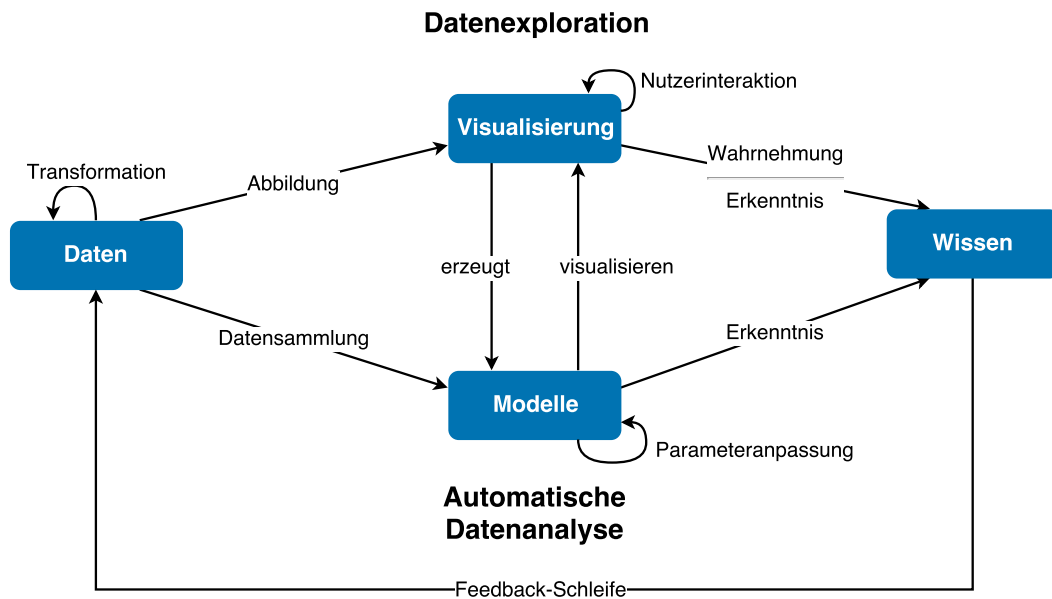 Datenexploration
Nutzerinteraktion
Visualisierung
Wahrnehmung
Transformation
Abbildung
Erkenntnis
Daten
Wissen
erzeugt
visualisieren
Datensammlung
Erkenntnis
Modelle
Parameteranpassung
Automatische
Datenanalyse
Feedback-Schleife